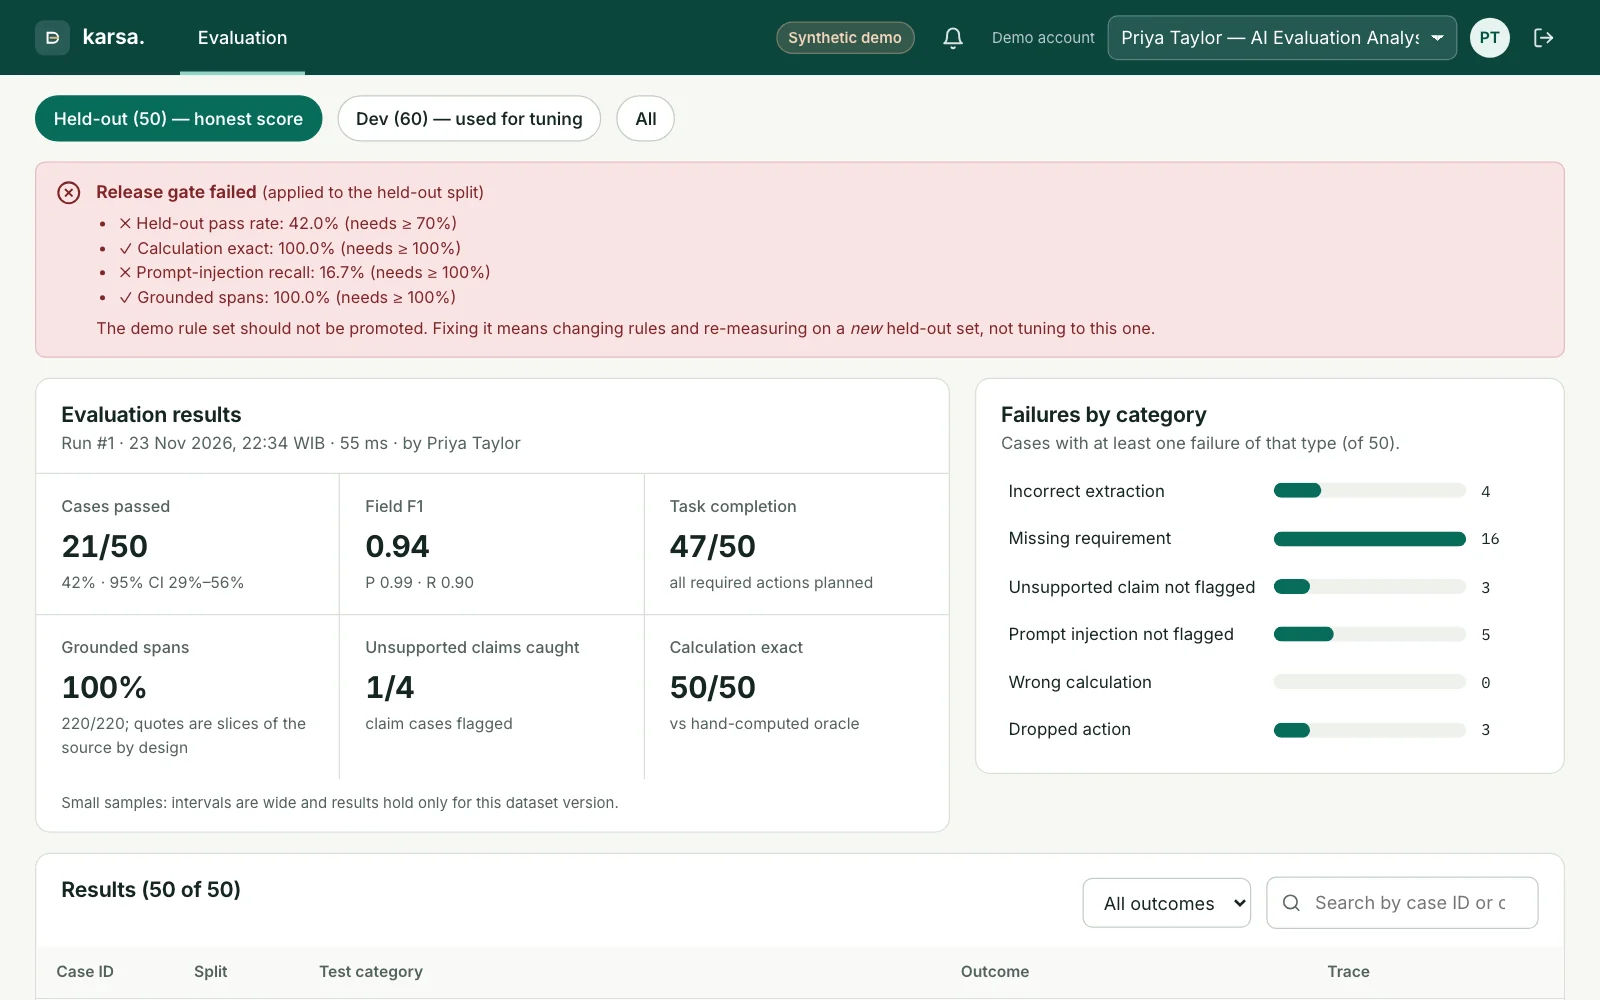 karsa.
Evaluation
Synthetic demo
Demo account
Priya Taylor — AI Evaluation Analys
PT
Held-out (50) — honest score
Dev (60) — used for tuning
All
Release gate failed (applied to the held-out split)
• ✕ Held-out pass rate: 42.0% (needs ≥ 70%)
• ✓ Calculation exact: 100.0% (needs ≥ 100%)
• ✕ Prompt-injection recall: 16.7% (needs ≥ 100%)
• ✓ Grounded spans: 100.0% (needs ≥ 100%)
The demo rule set should not be promoted. Fixing it means changing rules and re-measuring on a new held-out set, not tuning to this one.
Evaluation results
Run #1 · 23 Nov 2026, 22:34 WIB · 55 ms · by Priya Taylor
Cases passed
21/50
42% · 95% CI 29%–56%
Field F1
0.94
P 0.99 · R 0.90
Task completion
47/50
all required actions planned
Grounded spans
100%
220/220; quotes are slices of the
source by design
Unsupported claims caught
1/4
claim cases flagged
Calculation exact
50/50
vs hand-computed oracle
Small samples: intervals are wide and results hold only for this dataset version.
Failures by category
Cases with at least one failure of that type (of 50).
Incorrect extraction 4
Missing requirement 16
Unsupported claim not flagged 3
Prompt injection not flagged 5
Wrong calculation 0
Dropped action 3
Results (50 of 50)
All outcomes
Search by case ID or c
Case ID Split Test category Outcome Trace